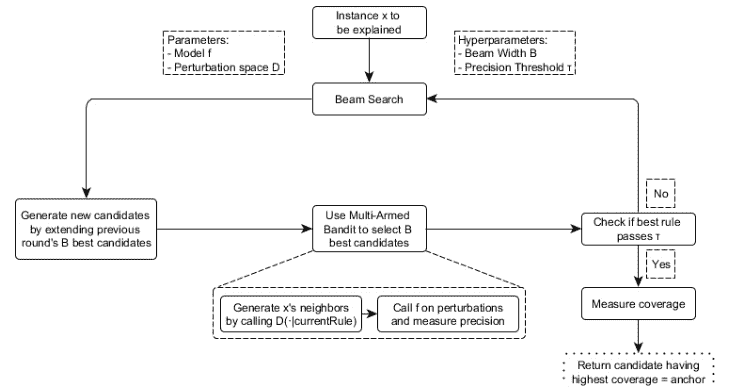 Instance x to
be explained
Parameters:
- Model f
- Perturbation space D
Hyperparameters:
- Beam Width B
- Precision Threshold τ
Beam Search
Generate new candidates
by extending previous
round's B best candidates
Use Multi-Armed
Bandit to select B
best candidates
No
Check if best rule
passes τ
Yes
Generate x's neighbors
by calling D(·|currentRule)
Call f on perturbations
and measure precision
Measure coverage
Return candidate having
highest coverage = anchor